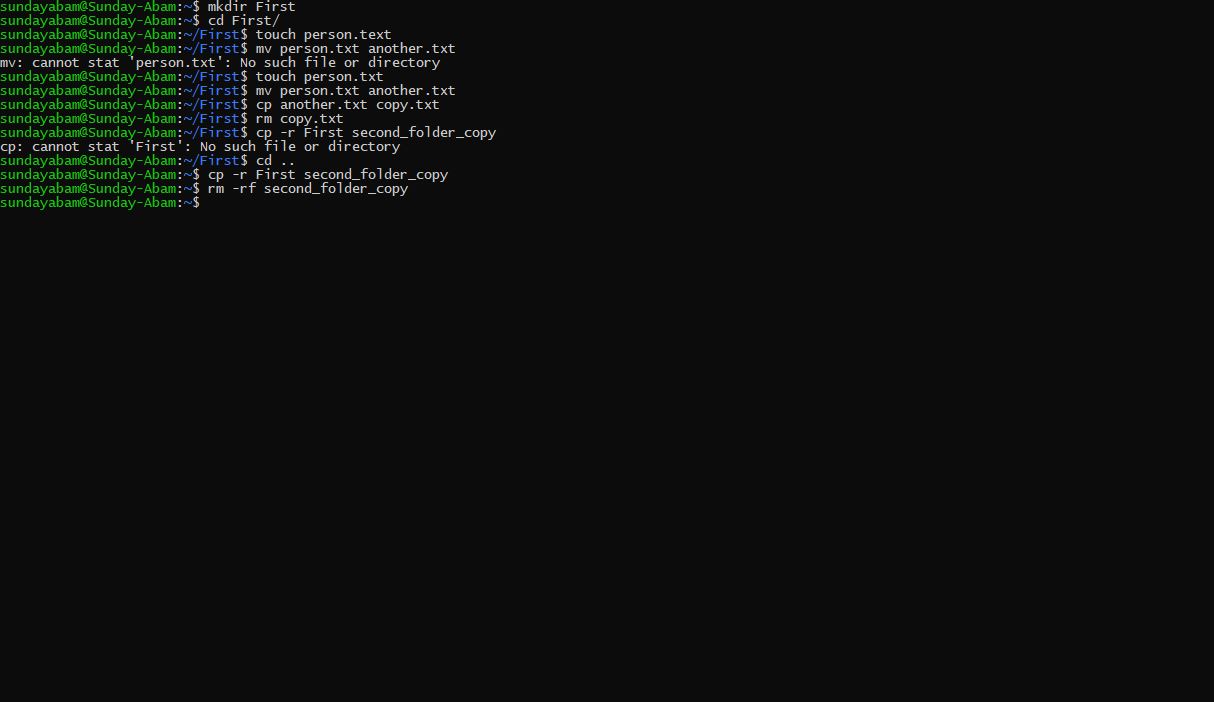 sundayabam@Sunday-Abam:~$ mkdir First
sundayabam@Sunday-Abam:~$ cd First/
sundayabam@Sunday-Abam:~/First$ touch person.text
sundayabam@Sunday-Abam:~/First$ mv person.txt another.txt
mv: cannot stat 'person.txt': No such file or directory
sundayabam@Sunday-Abam:~/First$ touch person.txt
sundayabam@Sunday-Abam:~/First$ mv person.txt another.txt
sundayabam@Sunday-Abam:~/First$ cp another.txt copy.txt
sundayabam@Sunday-Abam:~/First$ rm copy.txt
sundayabam@Sunday-Abam:~/First$ cp -r First second_folder_copy
cp: cannot stat 'First': No such file or directory
sundayabam@Sunday-Abam:~/First$ cd ..
sundayabam@Sunday-Abam:~$ cp -r First second_folder_copy
sundayabam@Sunday-Abam:~$ rm -rf second_folder_copy
sundayabam@Sunday-Abam:~$